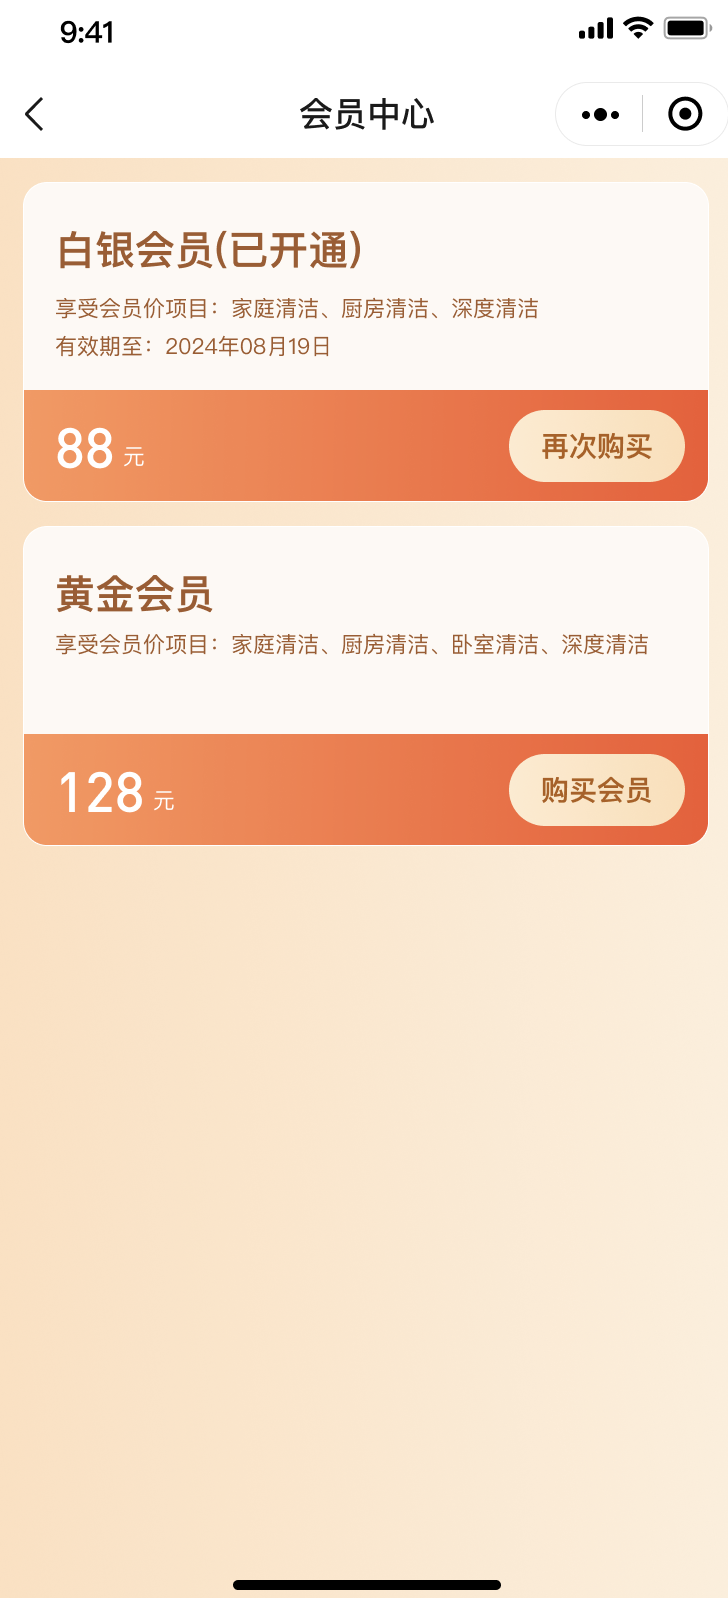 9:41
会员中心
白银会员(已开通)
享受会员价项目：家庭清洁、厨房清洁、深度清洁
有效期至：2024年08月19日
88 元
再次购买
黄金会员
享受会员价项目：家庭清洁、厨房清洁、卧室清洁、深度清洁
128 元
购买会员